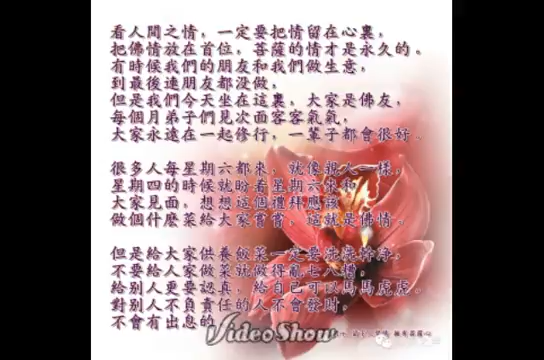 看人間之情，一定要把情留在心裏，
把佛情放在首位，菩薩的情才是永久的。
有時候我們的朋友和我們做生意，
到最後連朋友都没做，
但是我們今天坐在這裏，大家是佛友，
每個月弟子們見次面客客氣氣，
大家永遠在一起修行，一輩子都會很好。
很多人每星期六都來，就像親人一樣，
星期四的時候就盼着星期六來和
大家見面，想想這個禮拜應該
做個什麽菜給大家嘗嘗，這就是佛情。
但是給大家供養飯菜一定要洗洗幹净，
不要給人家做菜就做得亂七八糟，
給别人更要認真，給自己可以馬馬虎虎，
對别人不負責任的人不會發財，
不會有出息的
VideoShow